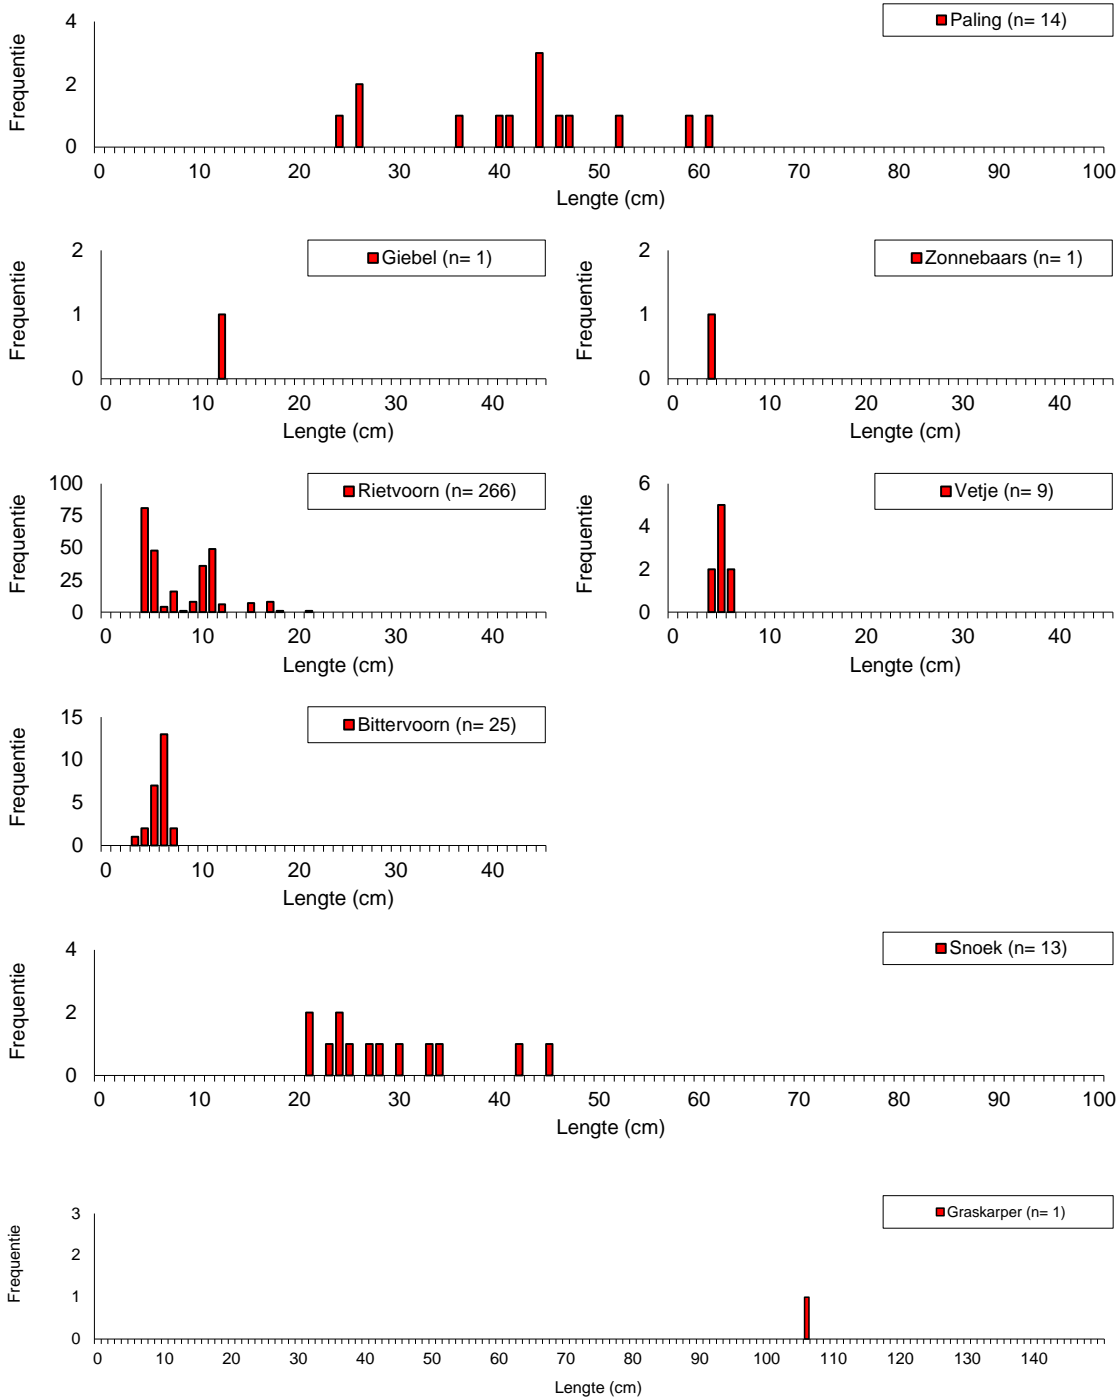 Paling (n= 14)
Frequentie
4
2
0
0 10 20 30 40 50 60 70 80 90 100
Lengte (cm)
Giebel (n= 1)
Frequentie
2
1
0
0 10 20 30 40
Lengte (cm)
Zonnebaars (n= 1)
Frequentie
2
1
0
0 10 20 30 40
Lengte (cm)
Rietvoorn (n= 266)
Frequentie
100
75
50
25
0
0 10 20 30 40
Lengte (cm)
Vetje (n= 9)
Frequentie
6
4
2
0
0 10 20 30 40
Lengte (cm)
Bittervoorn (n= 25)
Frequentie
15
10
5
0
0 10 20 30 40
Lengte (cm)
Snoek (n= 13)
Frequentie
4
2
0
0 10 20 30 40 50 60 70 80 90 100
Lengte (cm)
Graskarper (n= 1)
Frequentie
3
2
1
0
0 10 20 30 40 50 60 70 80 90 100 110 120 130 140
Lengte (cm)